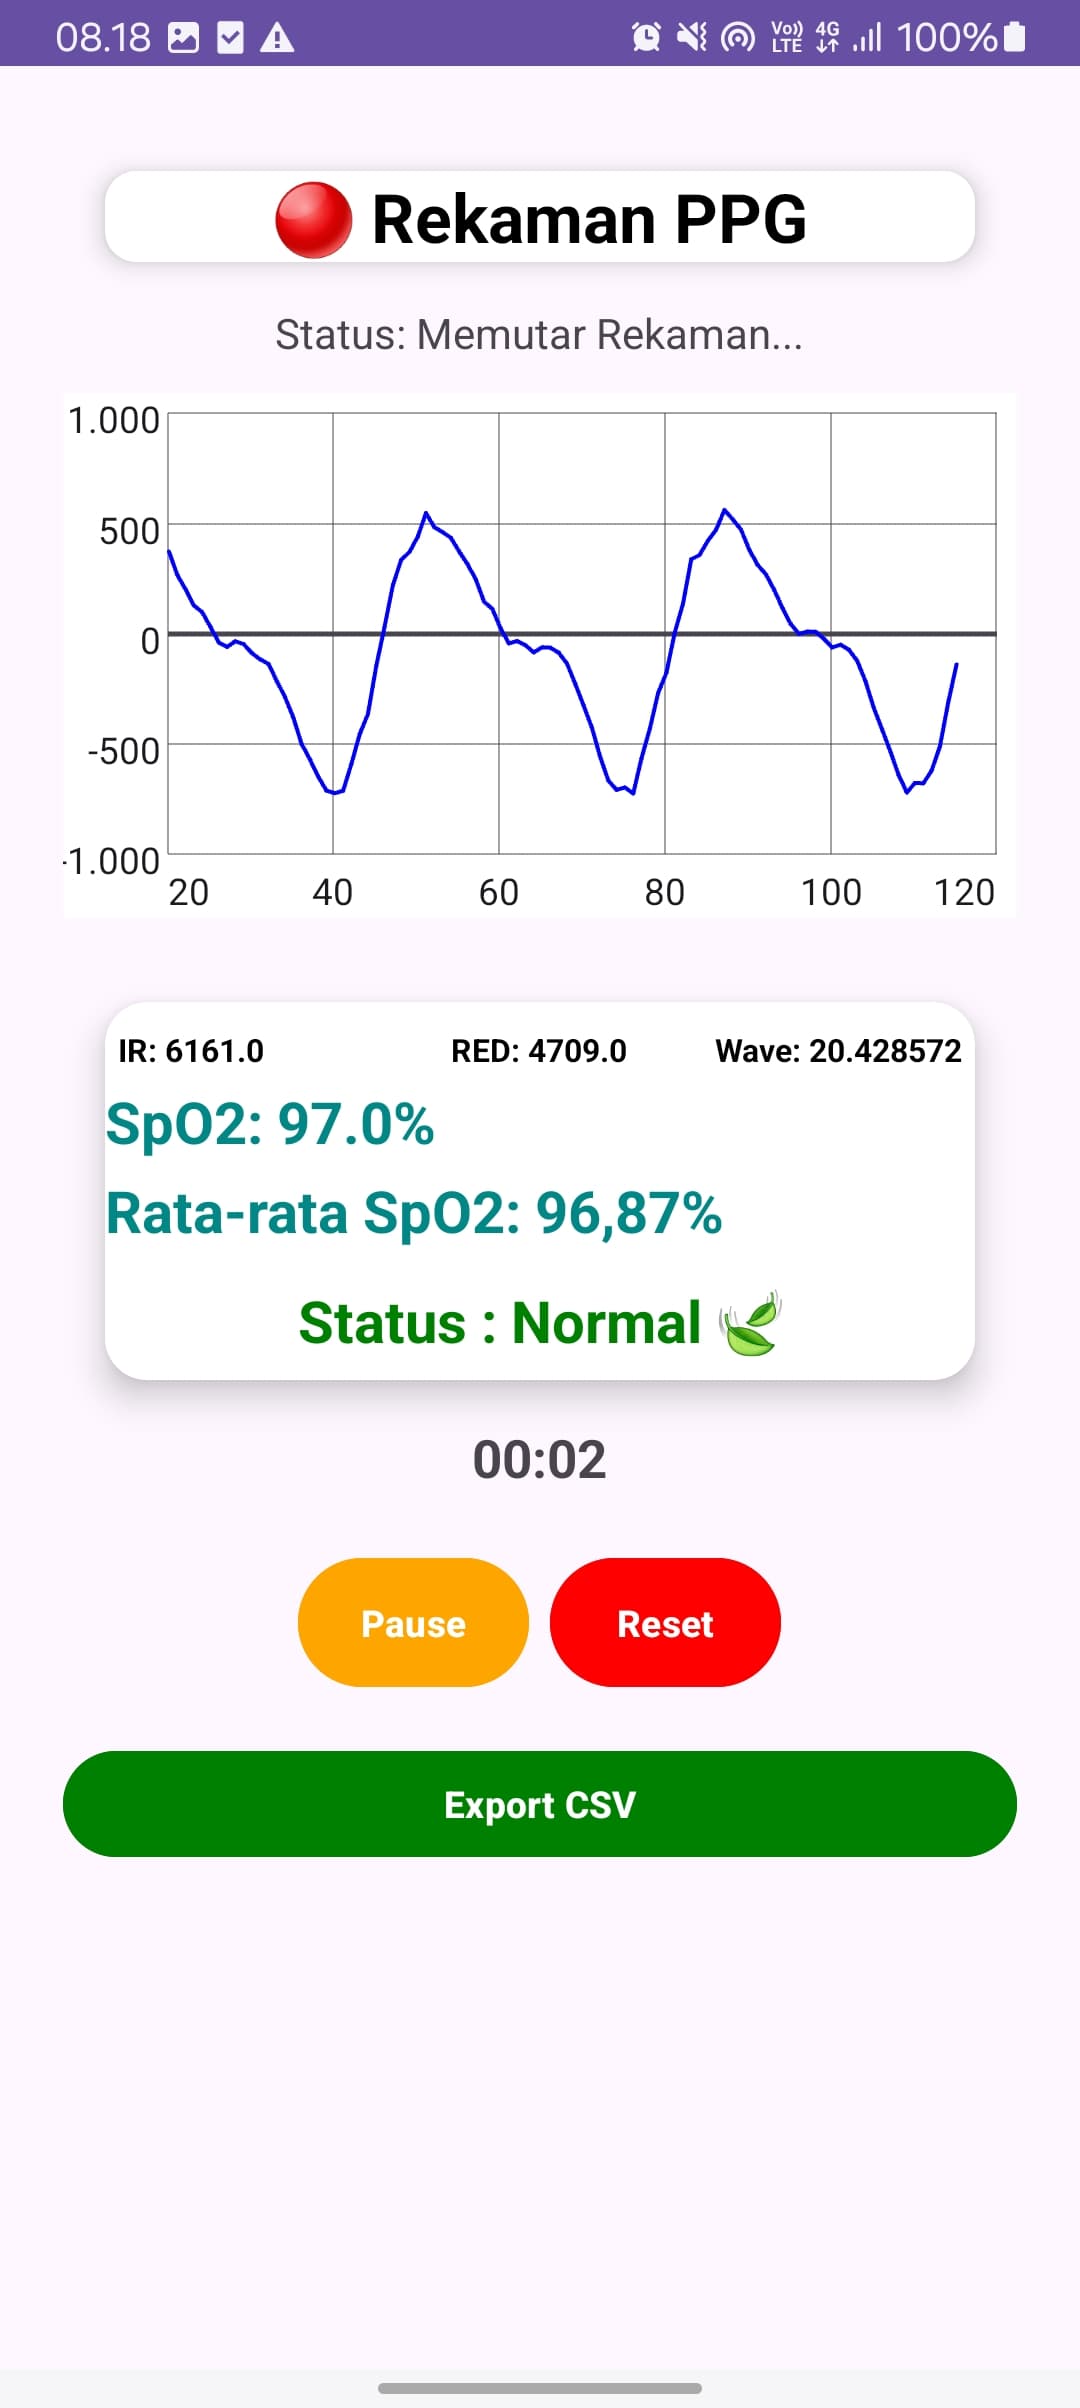 08.18 Vo)) LTE 4G 100%
Rekaman PPG
Status: Memutar Rekaman...
1.000
500
0
-500
-1.000
20 40 60 80 100 120
IR: 6161.0 RED: 4709.0 Wave: 20.428572
SpO2: 97.0%
Rata-rata SpO2: 96,87%
Status : Normal
00:02
Pause Reset
Export CSV